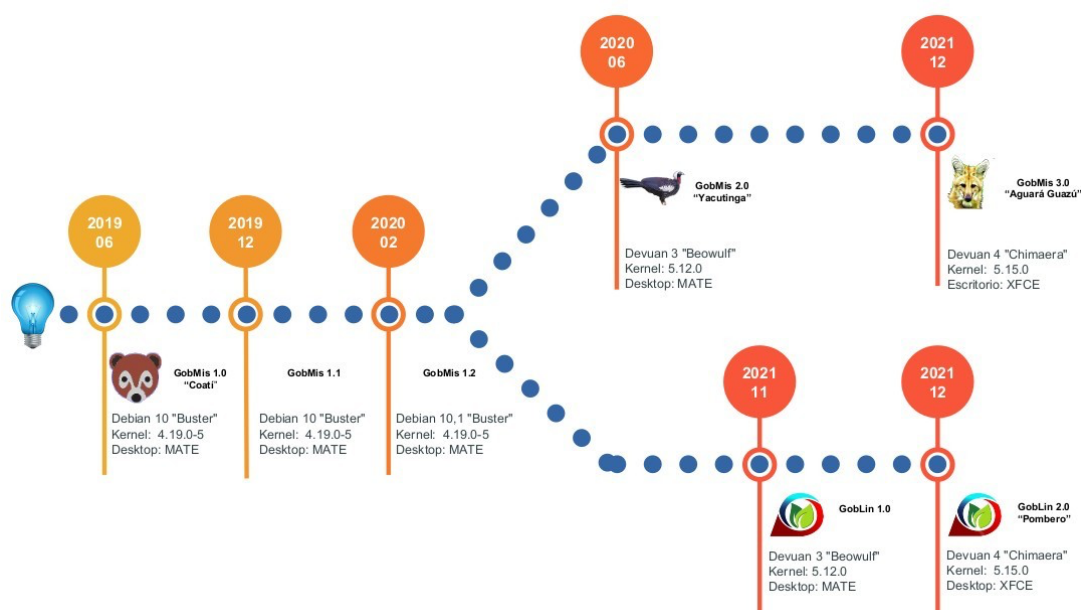 2020
06
2021
12
GobMis 2.0
“Yacutinga”
GobMis 3.0
“Aguará Guazú”
Devuan 3 "Beowulf"
Kernel: 5.12.0
Desktop: MATE
Devuan 4 "Chimaera"
Kernel: 5.15.0
Escritorio: XFCE
2019
06
2019
12
2020
02
GobMis 1.0
“Coatí”
GobMis 1.1
GobMis 1.2
Debian 10 "Buster"
Kernel: 4.19.0-5
Desktop: MATE
Debian 10 "Buster"
Kernel: 4.19.0-5
Desktop: MATE
Debian 10,1 "Buster"
Kernel: 4.19.0-5
Desktop: MATE
2021
11
2021
12
GobLin 1.0
GobLin 2.0
“Pombero”
Devuan 3 "Beowulf"
Kernel: 5.12.0
Desktop: MATE
Devuan 4 "Chimaera"
Kernel: 5.15.0
Desktop: XFCE